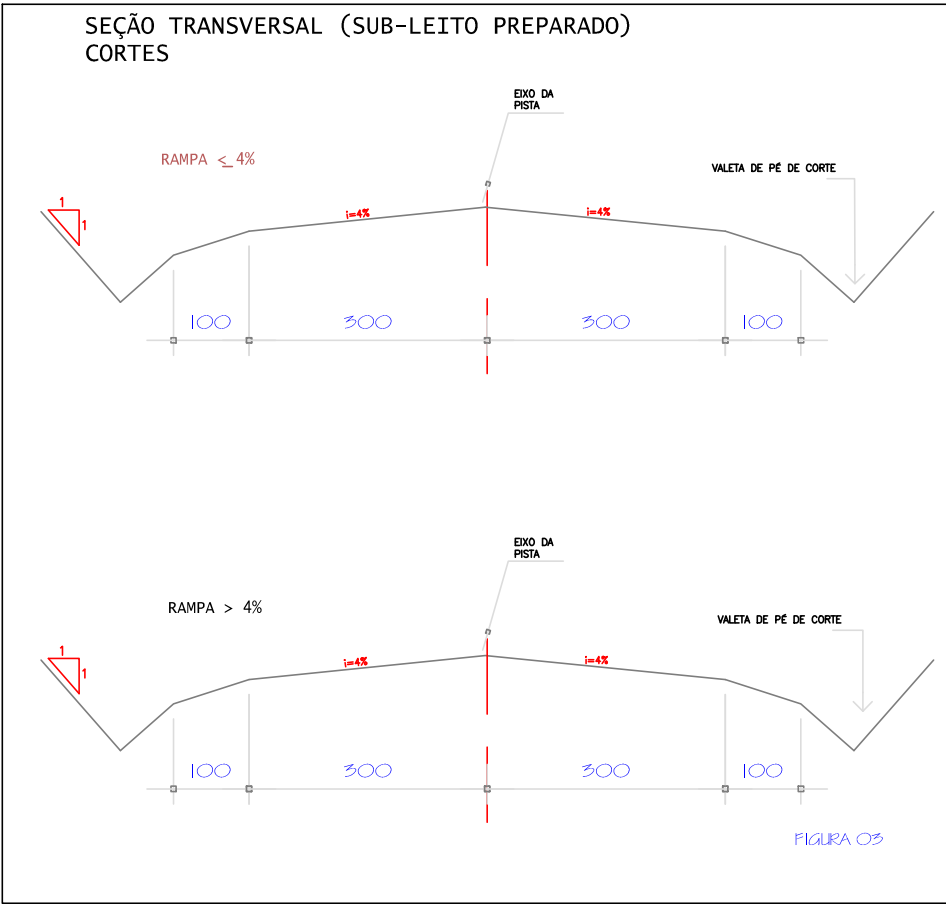 SEÇÃO TRANSVERSAL (SUB-LEITO PREPARADO)
CORTES
EIXO DA
PISTA
RAMPA ≤ 4%
VALETA DE PÉ DE CORTE
1
1
i=4%
i=4%
100
300
300
100
EIXO DA
PISTA
RAMPA > 4%
VALETA DE PÉ DE CORTE
1
1
i=4%
i=4%
100
300
300
100
FIGURA 03